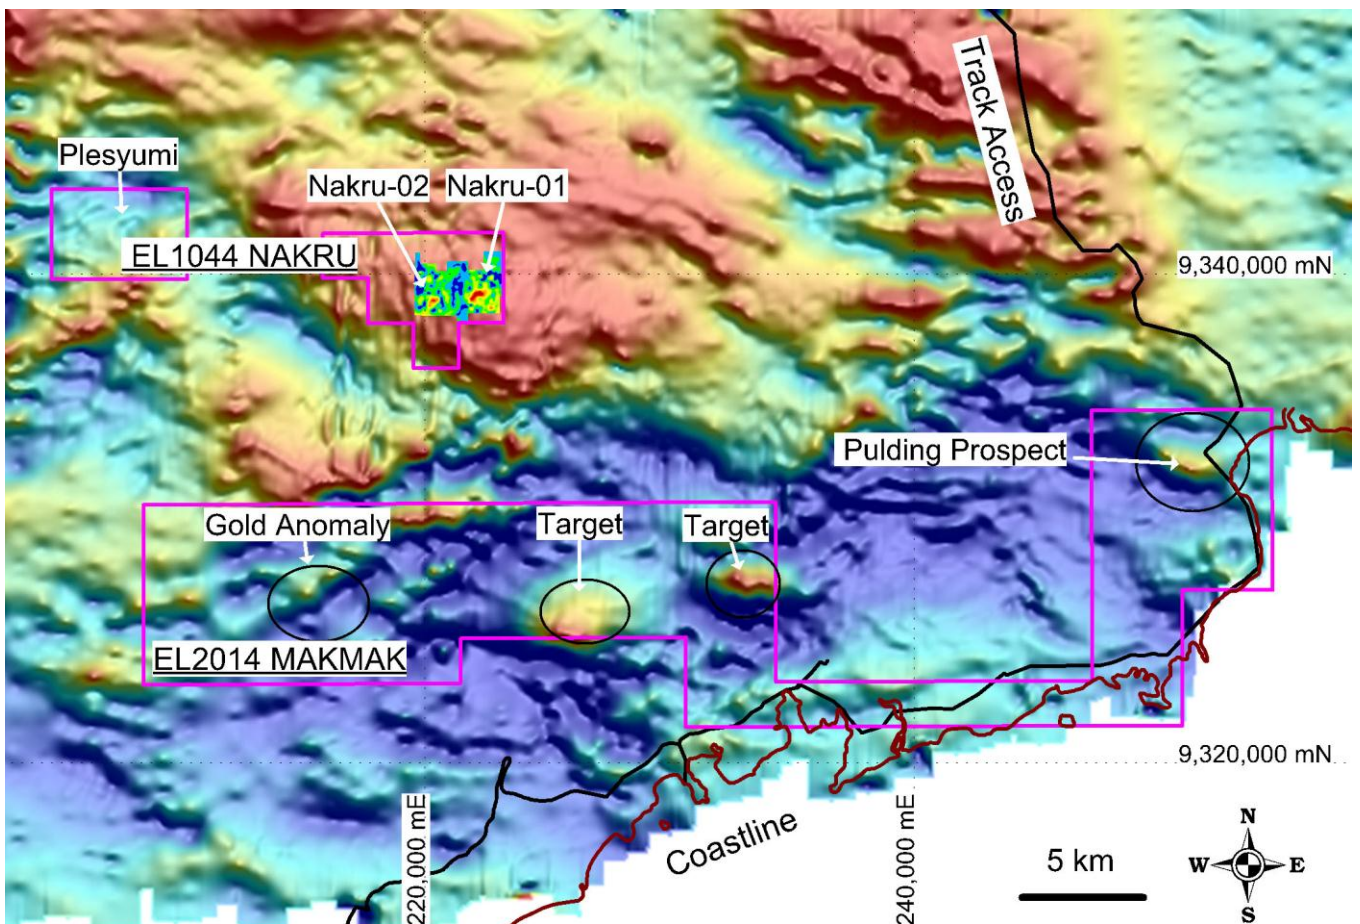 Track Access
Plesyumi
Nakru-02
Nakru-01
EL1044 NAKRU
9,340,000 mN
Pulding Prospect
Gold Anomaly
Target
Target
EL2014 MAKMAK
9,320,000 mN
220,000 mE
240,000 mE
Coastline
5 km
N
W
E
S